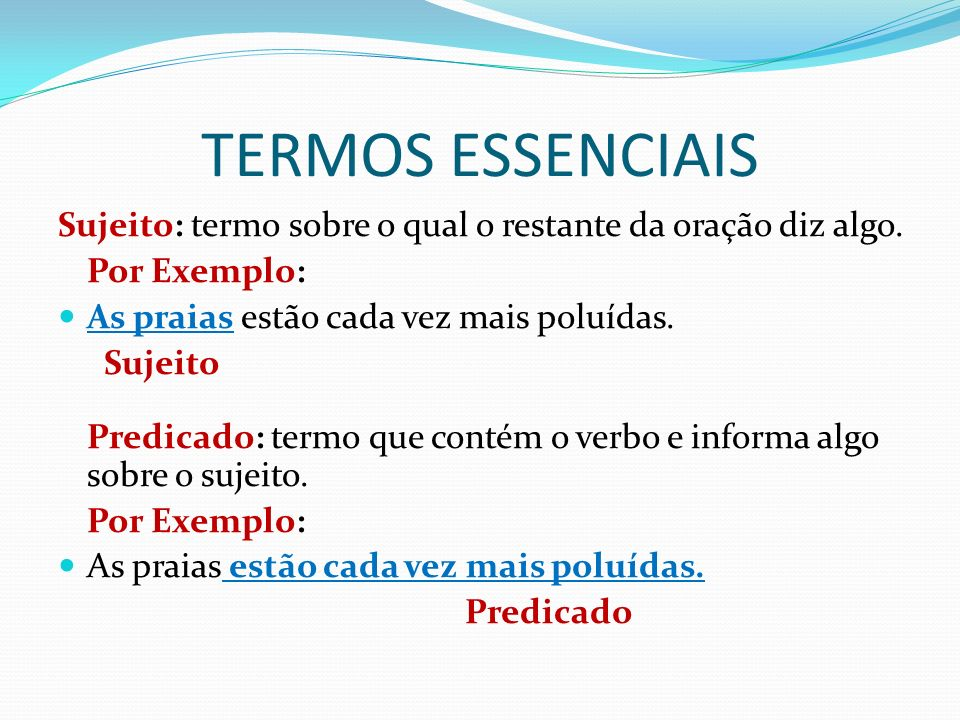 TERMOS ESSENCIAIS
Sujeito: termo sobre o qual o restante da oração diz algo.
Por Exemplo:
As praias estão cada vez mais poluídas.
Sujeito
Predicado: termo que contém o verbo e informa algo
sobre o sujeito.
Por Exemplo:
As praias estão cada vez mais poluídas.
Predicado